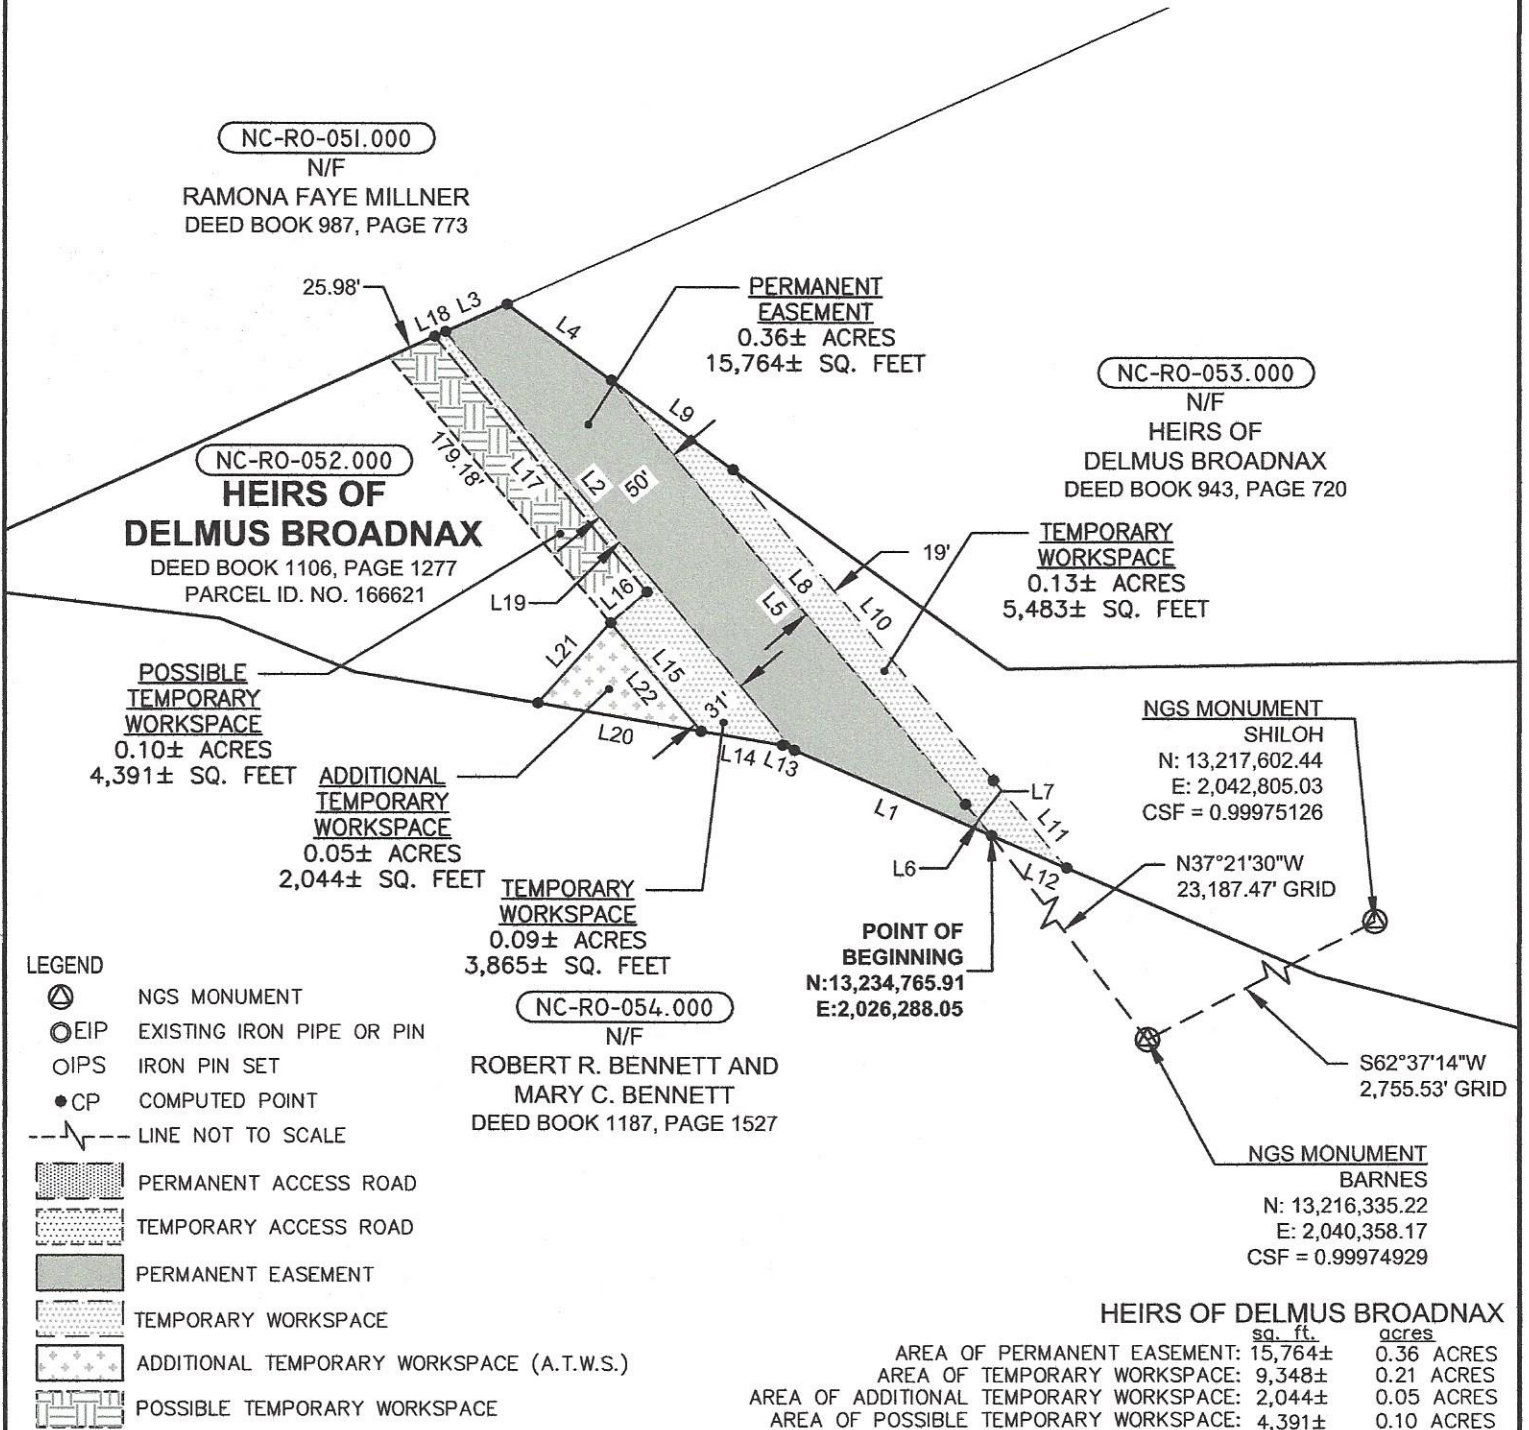 NC-RO-051.000
N/F
RAMONA FAYE MILLNER
DEED BOOK 987, PAGE 773
25.98'
L18
L3
L4
PERMANENT
EASEMENT
0.36± ACRES
15,764± SQ. FEET
NC-RO-053.000
N/F
HEIRS OF
DELMUS BROADNAX
DEED BOOK 943, PAGE 720
L9
NC-RO-052.000
HEIRS OF
DELMUS BROADNAX
DEED BOOK 1106, PAGE 1277
PARCEL ID. NO. 166621
179.18'
L17
L2
50'
TEMPORARY
WORKSPACE
0.13± ACRES
5,483± SQ. FEET
19'
L8
L5
L10
L19
L16
L21
L15
L22
31'
POSSIBLE
TEMPORARY
WORKSPACE
0.10± ACRES
4,391± SQ. FEET
L20
L14
L13
L1
NGS MONUMENT
SHILOH
N: 13,217,602.44
E: 2,042,805.03
CSF = 0.99975126
ADDITIONAL
TEMPORARY
WORKSPACE
0.05± ACRES
2,044± SQ. FEET
L7
L11
L6
L12
N37°21'30"W
23,187.47' GRID
TEMPORARY
WORKSPACE
0.09± ACRES
3,865± SQ. FEET
POINT OF
BEGINNING
N:13,234,765.91
E:2,026,288.05
NC-RO-054.000
N/F
ROBERT R. BENNETT AND
MARY C. BENNETT
DEED BOOK 1187, PAGE 1527
S62°37'14"W
2,755.53' GRID
NGS MONUMENT
BARNES
N: 13,216,335.22
E: 2,040,358.17
CSF = 0.99974929
LEGEND
NGS MONUMENT
EIP EXISTING IRON PIPE OR PIN
IPS IRON PIN SET
CP COMPUTED POINT
LINE NOT TO SCALE
PERMANENT ACCESS ROAD
TEMPORARY ACCESS ROAD
PERMANENT EASEMENT
TEMPORARY WORKSPACE
ADDITIONAL TEMPORARY WORKSPACE (A.T.W.S.)
POSSIBLE TEMPORARY WORKSPACE
HEIRS OF DELMUS BROADNAX
sq. ft. acres
AREA OF PERMANENT EASEMENT: 15,764± 0.36 ACRES
AREA OF TEMPORARY WORKSPACE: 9,348± 0.21 ACRES
AREA OF ADDITIONAL TEMPORARY WORKSPACE: 2,044± 0.05 ACRES
AREA OF POSSIBLE TEMPORARY WORKSPACE: 4,391± 0.10 ACRES